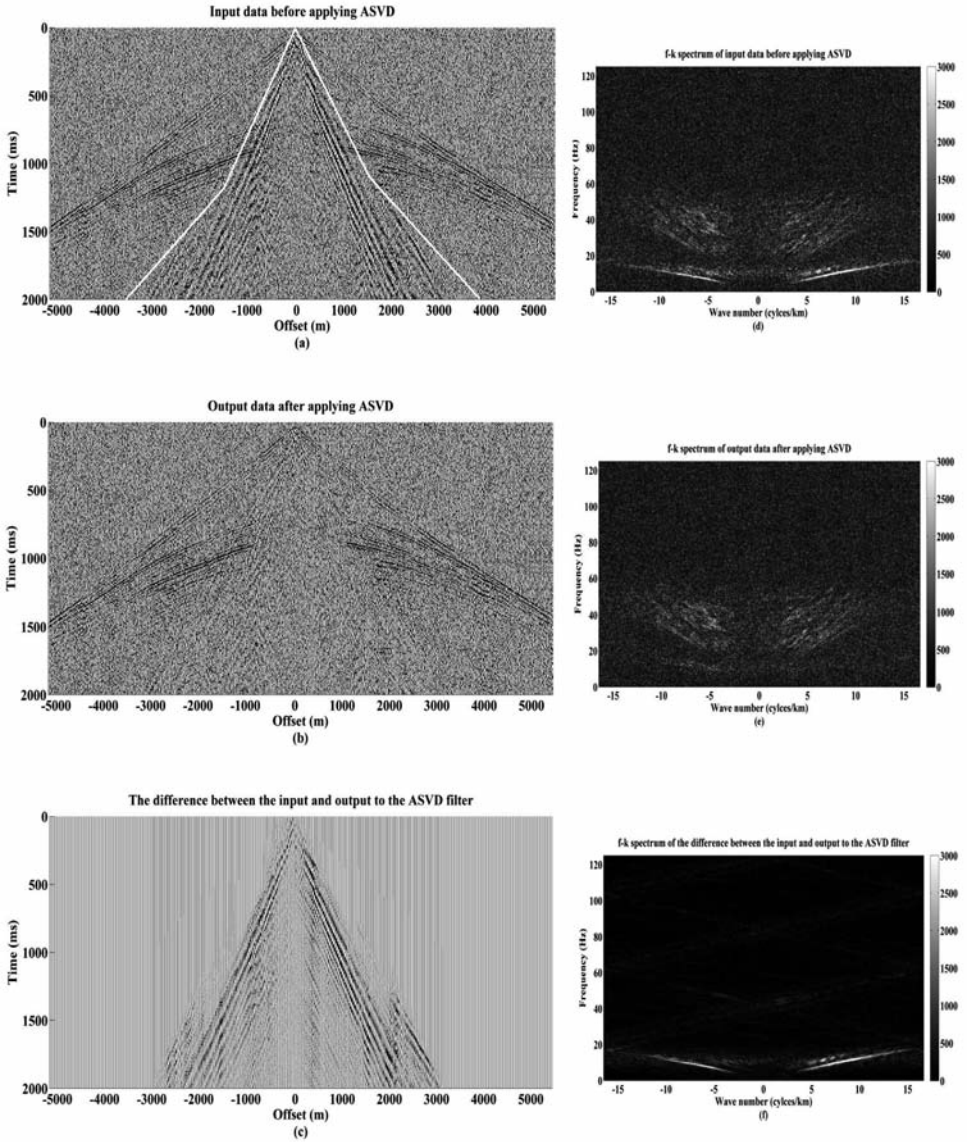 Input data before applying ASVD
0
500
1000
1500
2000
Time (ms)
-5000 -4000 -3000 -2000 -1000 0 1000 2000 3000 4000 5000
Offset (m)
(a)
f-k spectrum of input data before applying ASVD
120
100
80
60
40
20
0
Frequency (Hz)
-15 -10 -5 0 5 10 15
Wave number (cylces/km)
(d)
3000
2500
2000
1500
1000
500
0
Output data after applying ASVD
0
500
1000
1500
2000
Time (ms)
-5000 -4000 -3000 -2000 -1000 0 1000 2000 3000 4000 5000
Offset (m)
(b)
f-k spectrum of output data after applying ASVD
120
100
80
60
40
20
0
Frequency (Hz)
-15 -10 -5 0 5 10 15
Wave number (cylces/km)
(e)
3000
2500
2000
1500
1000
500
0
The difference between the input and output to the ASVD filter
0
500
1000
1500
2000
Time (ms)
-5000 -4000 -3000 -2000 -1000 0 1000 2000 3000 4000 5000
Offset (m)
(c)
f-k spectrum of the difference between the input and output to the ASVD filter
120
100
80
60
40
20
0
Frequency (Hz)
-15 -10 -5 0 5 10 15
Wave number (cylces/km)
(f)
3000
2500
2000
1500
1000
500
0